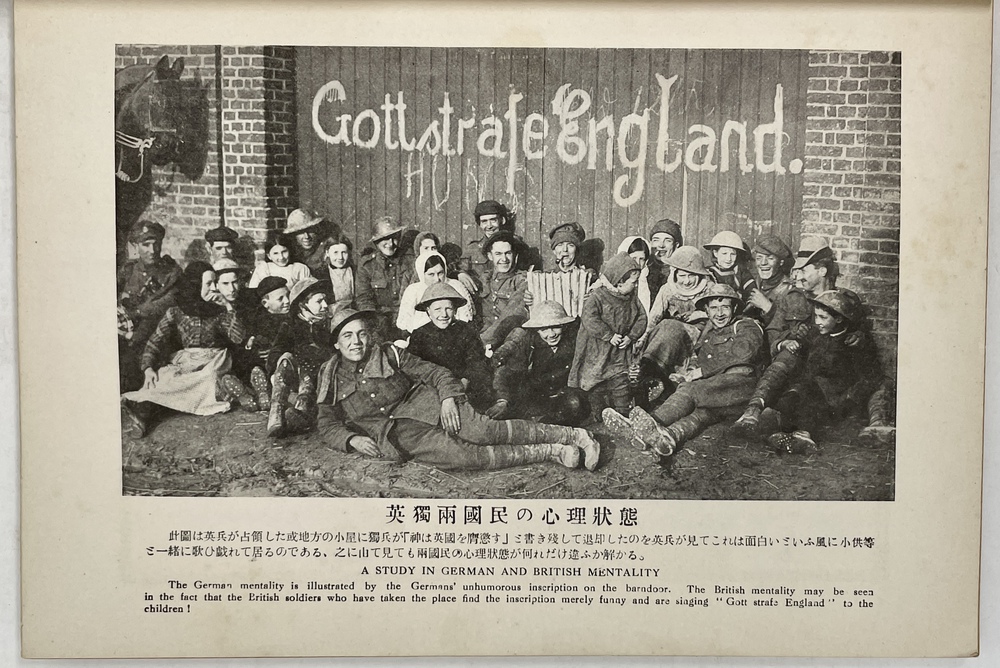 Gott strafe England.
英獨兩國民の心理狀態
此圖は英兵が占領した或地方の小屋に獨兵が「神は英國を膺懲す」と書き殘して退却したのを英兵が見てこれは面白いといふ風に小供等
と一緒に歌ひ戲れて居るのである、之に由て見ても兩國民の心理狀態が何れだけ違ふか解かる。
A STUDY IN GERMAN AND BRITISH MENTALITY
The German mentality is illustrated by the Germans' unhumorous inscription on the barndoor. The British mentality may be seen
in the fact that the British soldiers who have taken the place find the inscription merely funny and are singing "Gott strafe England" to the
children!